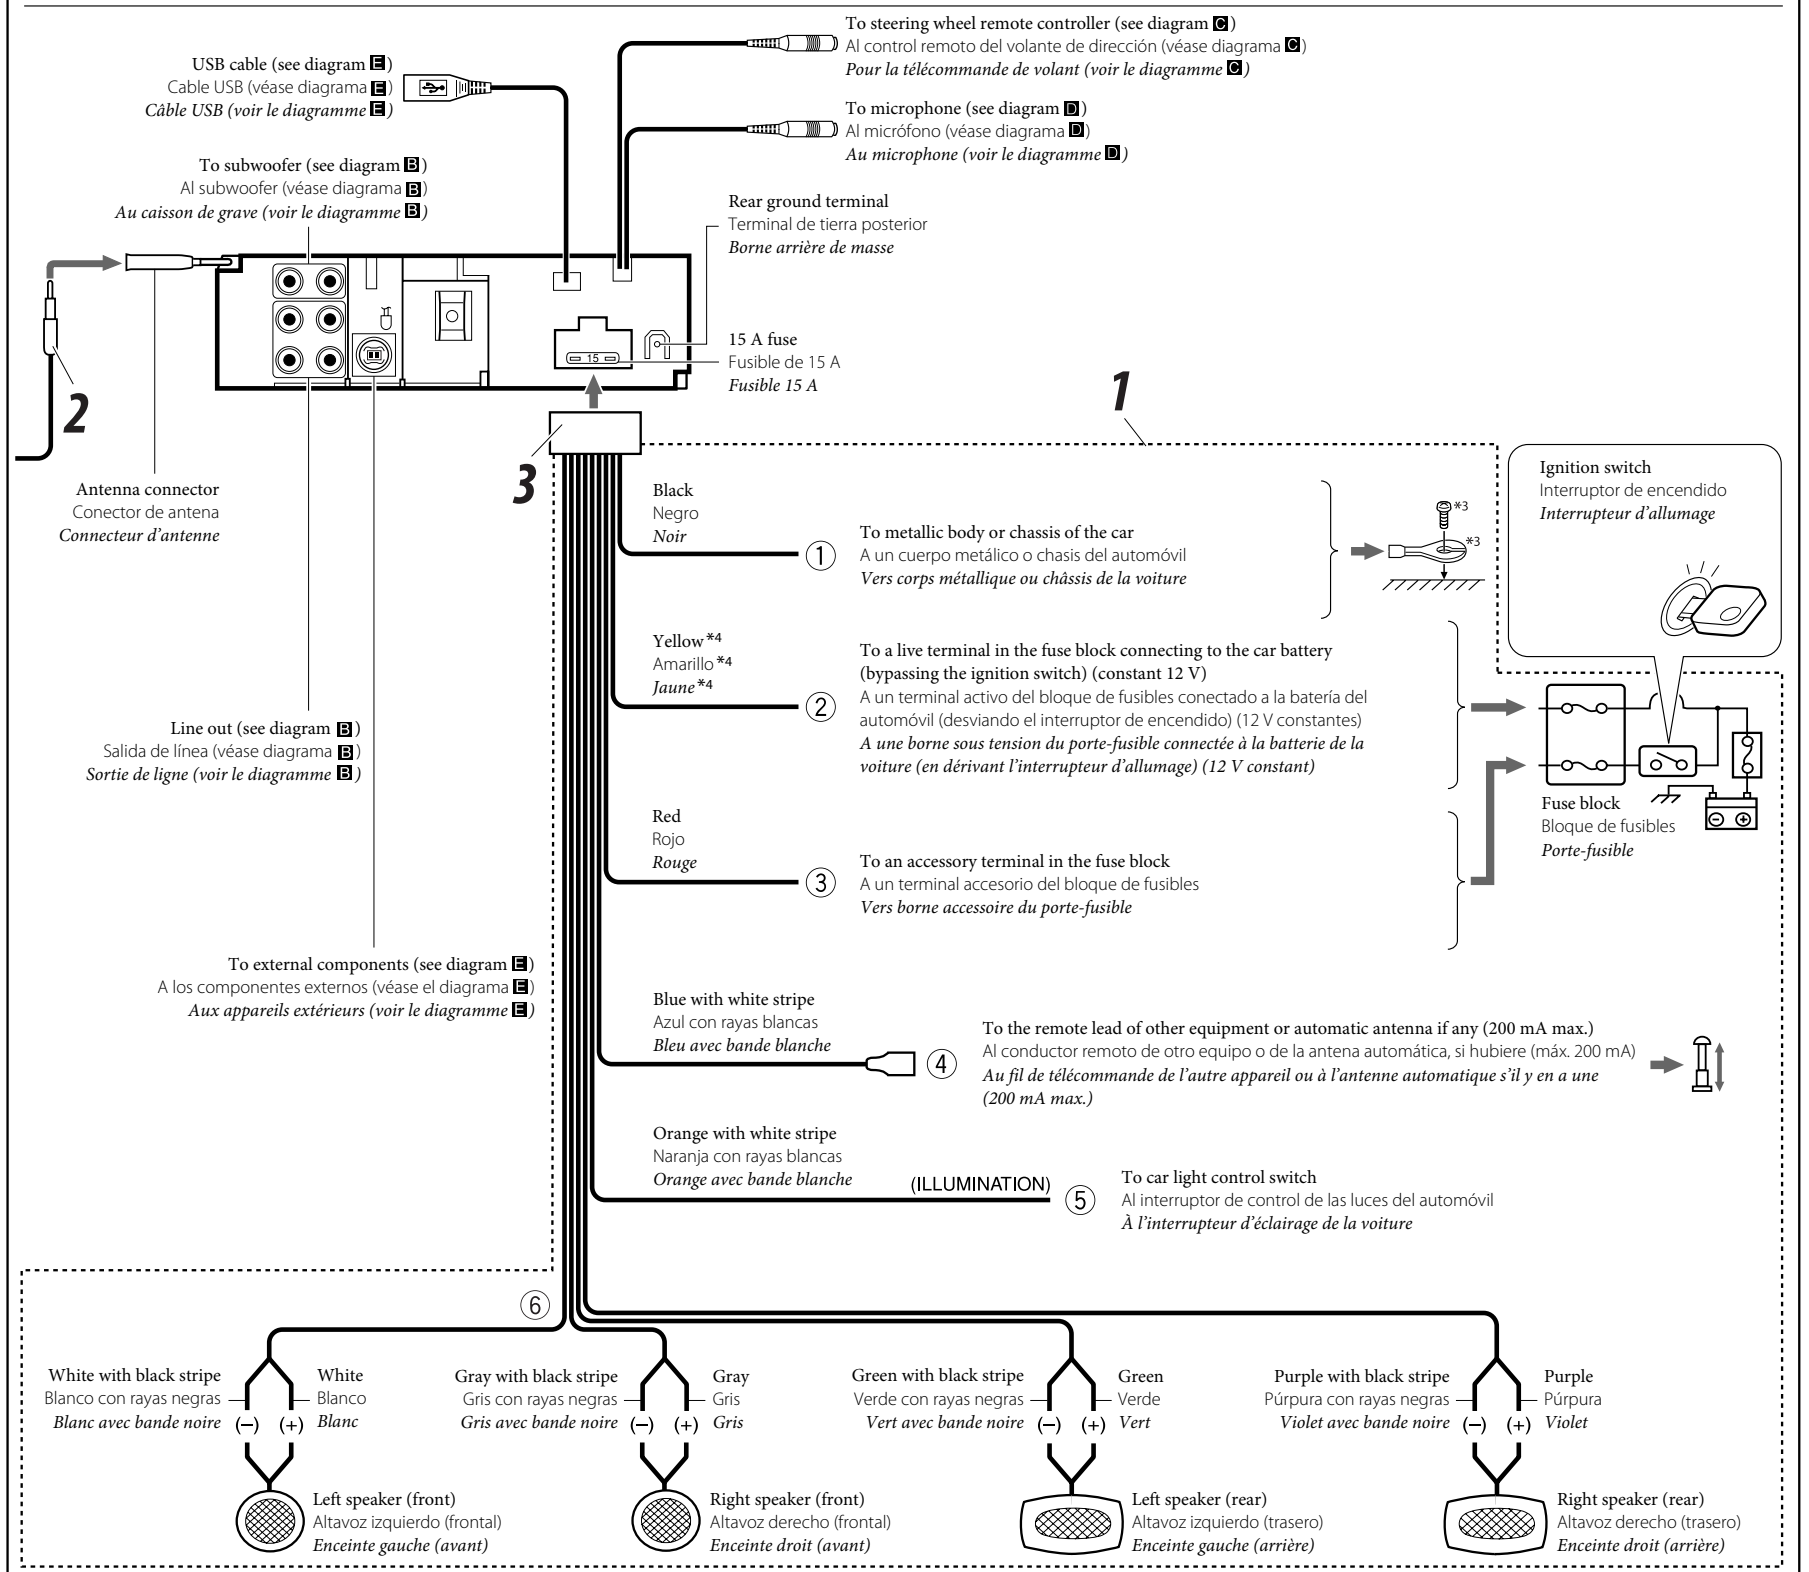 To steering wheel remote controller (see diagram C)
Al control remoto del volante de dirección (véase diagrama C)
Pour la télécommande de volant (voir le diagramme C)
USB cable (see diagram E)
Cable USB (véase diagrama E)
Câble USB (voir le diagramme E)
To microphone (see diagram D)
Al micrófono (véase diagrama D)
Au microphone (voir le diagramme D)
To subwoofer (see diagram B)
Al subwoofer (véase diagrama B)
Au caisson de grave (voir le diagramme B)
Rear ground terminal
Terminal de tierra posterior
Borne arrière de masse
15 A fuse
Fusible de 15 A
Fusible 15 A
15
1
2
3
Antenna connector
Conector de antena
Connecteur d'antenne
Ignition switch
Interruptor de encendido
Interrupteur d'allumage
Black
Negro
Noir
①
To metallic body or chassis of the car
A un cuerpo metálico o chasis del automóvil
Vers corps métallique ou châssis de la voiture
*3
*3
Yellow*4
Amarillo*4
Jaune*4
②
To a live terminal in the fuse block connecting to the car battery
(bypassing the ignition switch) (constant 12 V)
A un terminal activo del bloque de fusibles conectado a la batería del
automóvil (desviando el interruptor de encendido) (12 V constantes)
A une borne sous tension du porte-fusible connectée à la batterie de la
voiture (en dérivant l'interrupteur d'allumage) (12 V constant)
Line out (see diagram B)
Salida de línea (véase diagrama B)
Sortie de ligne (voir le diagramme B)
Fuse block
Bloque de fusibles
Porte-fusible
Red
Rojo
Rouge
③
To an accessory terminal in the fuse block
A un terminal accesorio del bloque de fusibles
Vers borne accessoire du porte-fusible
To external components (see diagram E)
A los componentes externos (véase el diagrama E)
Aux appareils extérieurs (voir le diagramme E)
Blue with white stripe
Azul con rayas blancas
Bleu avec bande blanche
④
To the remote lead of other equipment or automatic antenna if any (200 mA max.)
Al conductor remoto de otro equipo o de la antena automática, si hubiere (máx. 200 mA)
Au fil de télécommande de l'autre appareil ou à l'antenne automatique s'il y en a une
(200 mA max.)
Orange with white stripe
Naranja con rayas blancas
Orange avec bande blanche
(ILLUMINATION)
⑤
To car light control switch
Al interruptor de control de las luces del automóvil
À l'interrupteur d'éclairage de la voiture
⑥
White with black stripe
Blanco con rayas negras
Blanc avec bande noire
(−)
(+)
White
Blanco
Blanc
Gray with black stripe
Gris con rayas negras
Gris avec bande noire
(−)
(+)
Gray
Gris
Gris
Green with black stripe
Verde con rayas negras
Vert avec bande noire
(−)
(+)
Green
Verde
Vert
Purple with black stripe
Púrpura con rayas negras
Violet avec bande noire
(−)
(+)
Purple
Púrpura
Violet
Left speaker (front)
Altavoz izquierdo (frontal)
Enceinte gauche (avant)
Right speaker (front)
Altavoz derecho (frontal)
Enceinte droit (avant)
Left speaker (rear)
Altavoz izquierdo (trasero)
Enceinte gauche (arrière)
Right speaker (rear)
Altavoz derecho (trasero)
Enceinte droit (arrière)